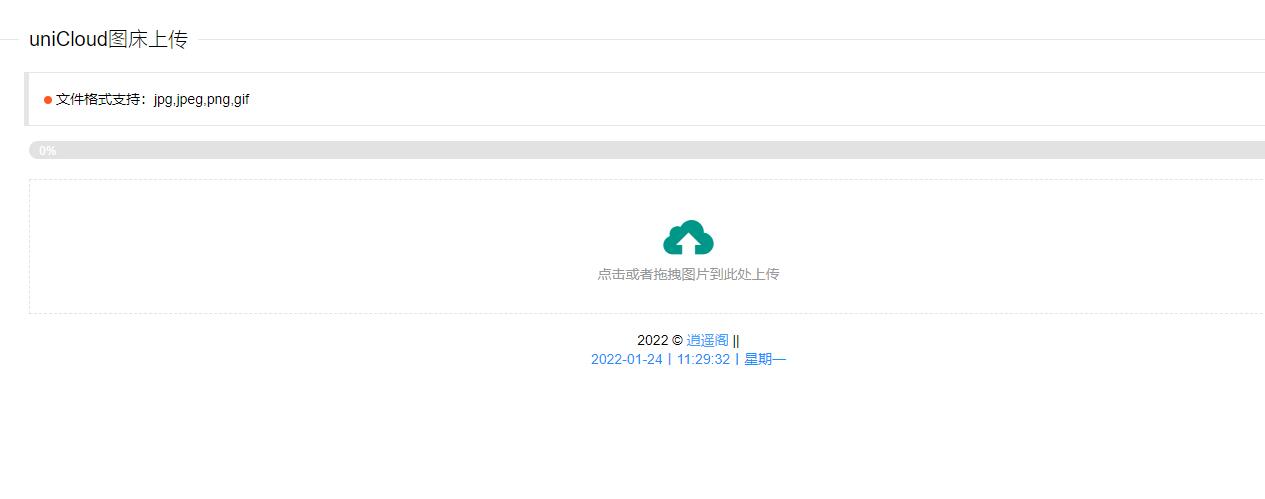 uniCloud图床上传
文件格式支持：jpg,jpeg,png,gif
0%
点击或者拖拽图片到此处上传
2022 © 逍遥阁 ||
2022-01-24丨11:29:32丨星期一